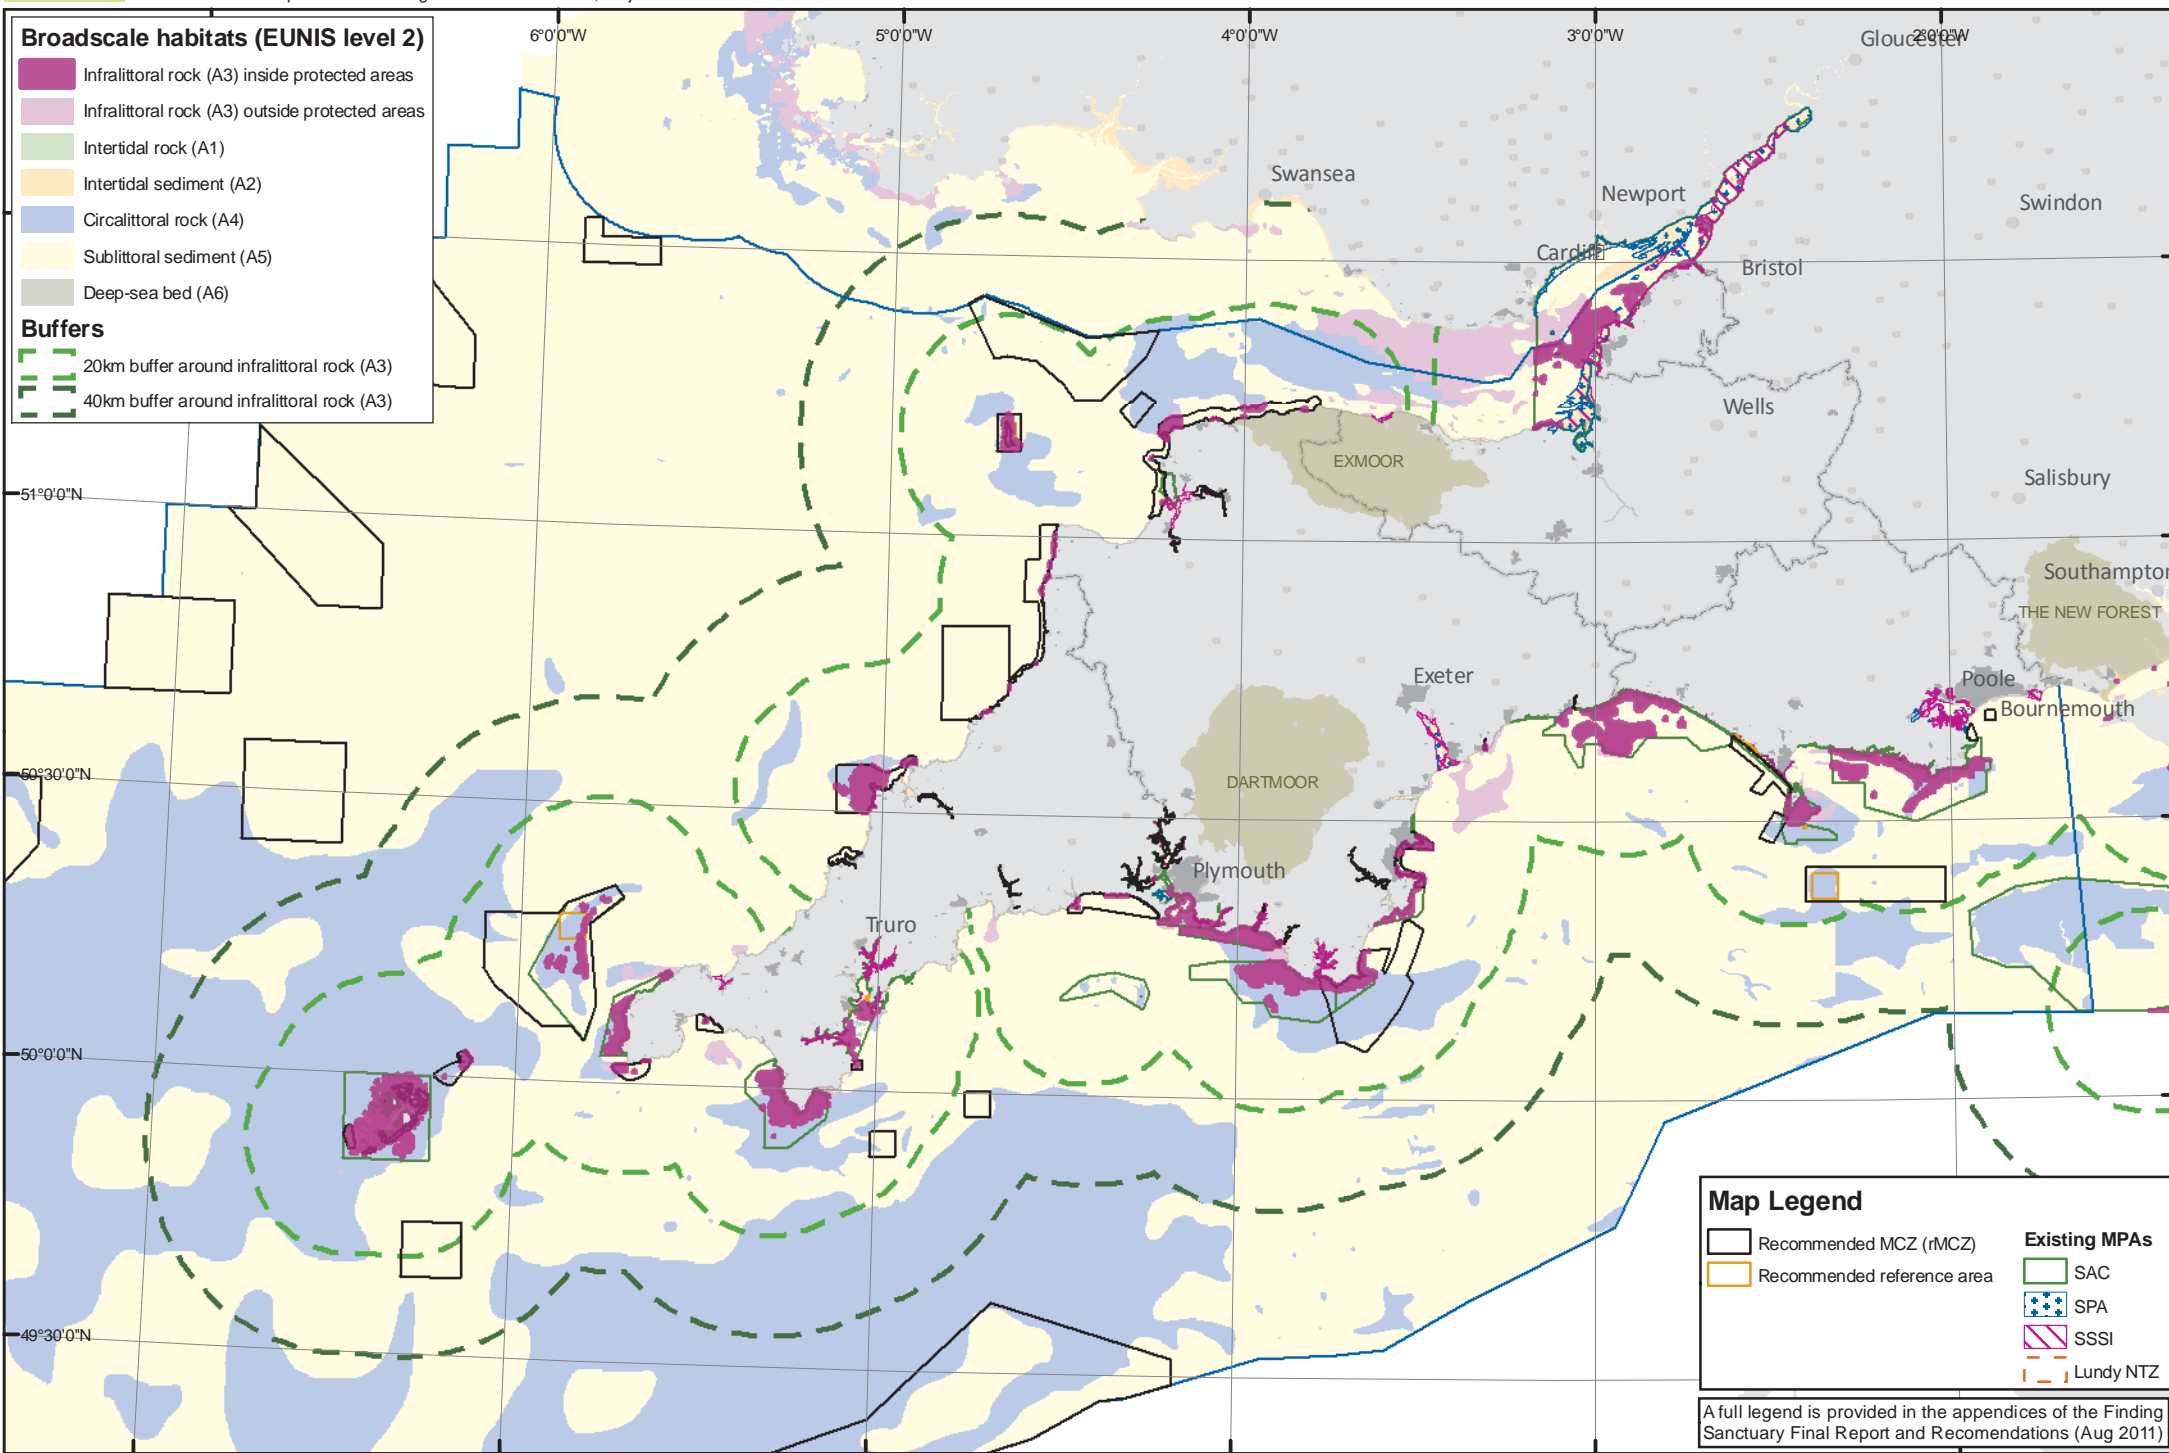 Broadscale habitats (EUNIS level 2)
Infralittoral rock (A3) inside protected areas
Infralittoral rock (A3) outside protected areas
Intertidal rock (A1)
Intertidal sediment (A2)
Circalittoral rock (A4)
Sublittoral sediment (A5)
Deep-sea bed (A6)
Buffers
20km buffer around infralittoral rock (A3)
40km buffer around infralittoral rock (A3)
6°0'0"W
5°0'0"W
4°0'0"W
3°0'0"W
2°0'0"W
Gloucester
Swansea
Newport
Swindon
Cardiff
Bristol
Wells
EXMOOR
Salisbury
51°0'0"N
Southampton
THE NEW FOREST
Exeter
Poole
Bournemouth
50°30'0"N
DARTMOOR
Plymouth
Truro
50°0'0"N
49°30'0"N
Map Legend
Recommended MCZ (rMCZ)
Recommended reference area
Existing MPAs
SAC
SPA
SSSI
Lundy NTZ
A full legend is provided in the appendices of the Finding
Sanctuary Final Report and Recomendations (Aug 2011)